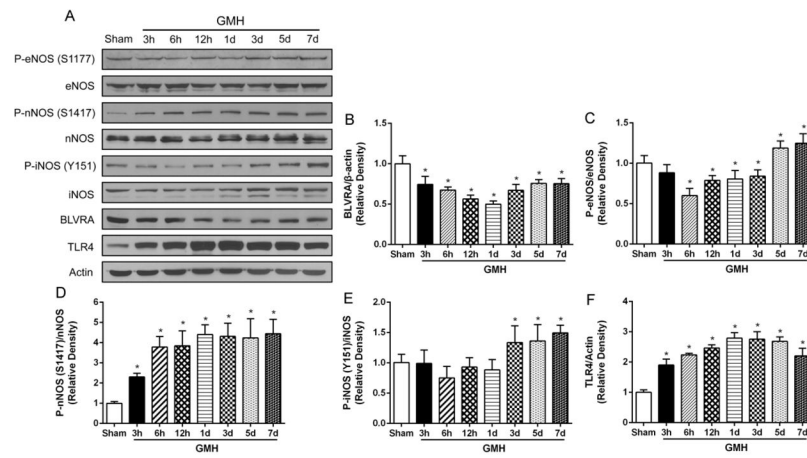 A
GMH
Sham 3h 6h 12h 1d 3d 5d 7d
P-eNOS (S1177)
eNOS
P-nNOS (S1417)
nNOS
P-iNOS (Y151)
iNOS
BLVRA
TLR4
Actin
B
BLVRA/β-actin
(Relative Density)
1.5
1.0
0.5
0.0
* * * * * * *
Sham 3h 6h 12h 1d 3d 5d 7d
GMH
C
P-eNOS/eNOS
(Relative Density)
1.5
1.0
0.5
0.0
* * * * * *
Sham 3h 6h 12h 1d 3d 5d 7d
GMH
D
P-nNOS (S1417)/nNOS
(Relative Density)
6
5
4
3
2
1
0
* * * * * * *
Sham 3h 6h 12h 1d 3d 5d 7d
GMH
E
P-iNOS (Y151)/iNOS
(Relative Density)
2.0
1.5
1.0
0.5
0.0
* * *
Sham 3h 6h 12h 1d 3d 5d 7d
GMH
F
TLR4/Actin
(Relative Density)
4
3
2
1
0
* * * * * * *
Sham 3h 6h 12h 1d 3d 5d 7d
GMH